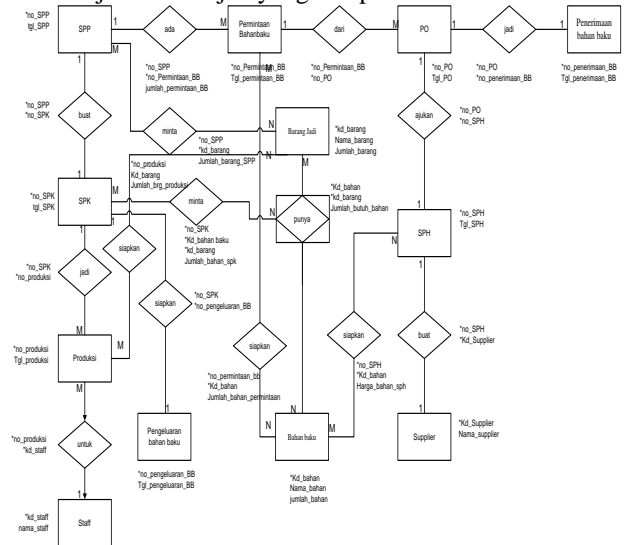 *no_SPP
tgl_SPP
SPP
1
ada
M
Permintaan
Bahanbaku
1
dari
M
PO
1
jadi
1
Penerimaan
bahan baku
M
*no_SPP
*no_Permintaan_BB
jumlah_permintaan_BB
*no_Permintaan_BB
Tgl_permintaan_BB
M
*no_Permintaan_BB
*no_PO
*no_PO
Tgl_PO
*no_PO
*no_penerimaan_BB
*no_penerimaan_BB
Tgl_penerimaan_BB
1
1
*no_SPP
*no_SPK
buat
minta
N
Barang Jadi
*kd_barang
Nama_barang
Jumlah_barang
ajukan
*no_PO
*no_SPH
*no_SPP
*kd_barang
Jumlah_barang_SPP
*no_produksi
Kd_barang
Jumlah_brg_produksi
N
M
1
*no_SPK
tgl_SPK
SPK
M
minta
N
punya
*Kd_bahan
*kd_barang
Jumlah_butuh_bahan
1
SPH
*no_SPH
Tgl_SPH
1
1
*no_SPK
*Kd_bahan baku
*kd_barang
Jumlah_bahan_spk
N
1
*no_SPK
*no_produksi
jadi
siapkan
siapkan
*no_SPK
*no_pengeluaran_BB
M
*no_produksi
Tgl_produksi
Produksi
M
siapkan
siapkan
buat
*no_SPH
*Kd_Supplier
*no_permintaan_bb
*Kd_bahan
Jumlah_bahan_permintaan
*no_SPH
*Kd_bahan
Harga_bahan_sph
M
1
N
N
M
1
*no_produksi
*kd_staff
untuk
Pengeluaran
bahan baku
Bahan baku
Supplier
*Kd_Supplier
Nama_supplier
*no_pengeluaran_BB
Tgl_pengeluaran_BB
*Kd_bahan
Nama_bahan
jumlah_bahan
1
*kd_staff
nama_staff
Staff